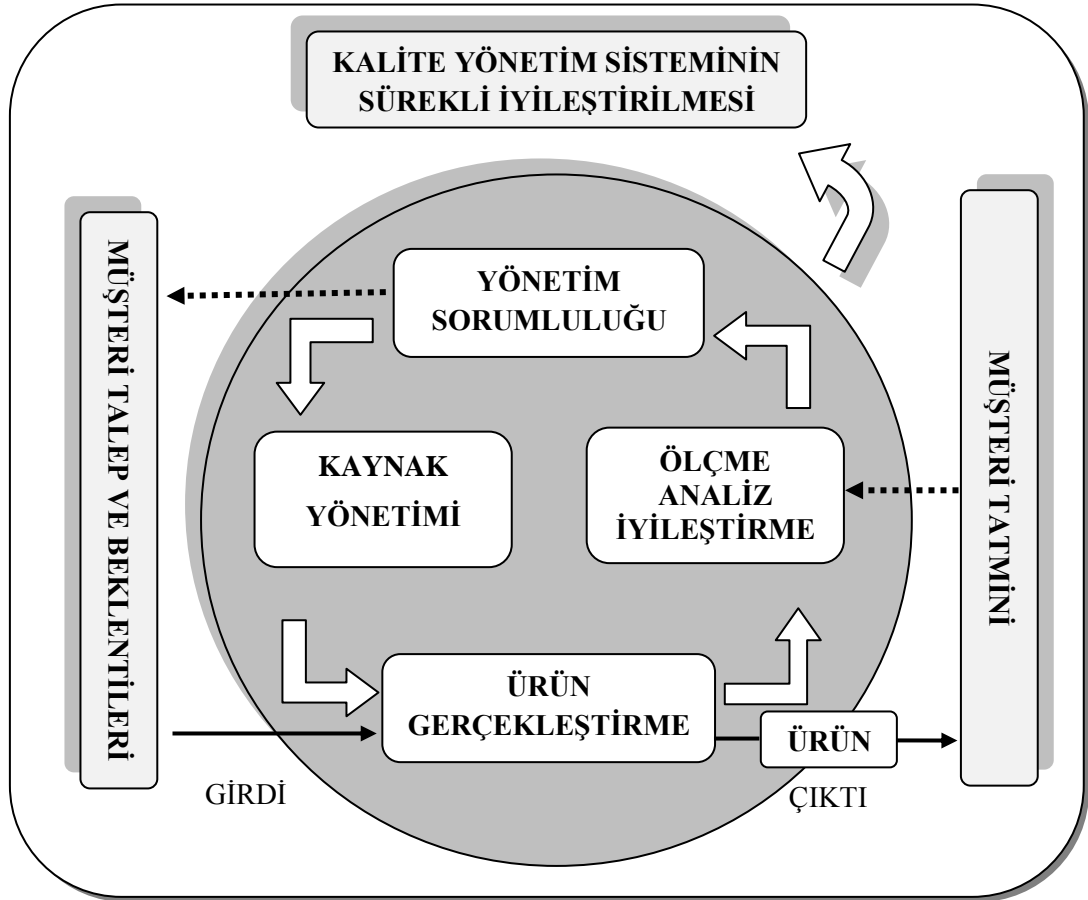 KALİTE YÖNETİM SİSTEMİNİN
SÜREKLİ İYİLEŞTİRİLMESİ
MÜŞTERİ TALEP VE BEKLENTİLERİ
YÖNETİM
SORUMLULUĞU
KAYNAK
YÖNETİMİ
ÖLÇME
ANALİZ
İYİLEŞTİRME
MÜŞTERİ TATMİNİ
ÜRÜN
GERÇEKLEŞTİRME
ÜRÜN
GİRDİ
ÇIKTI